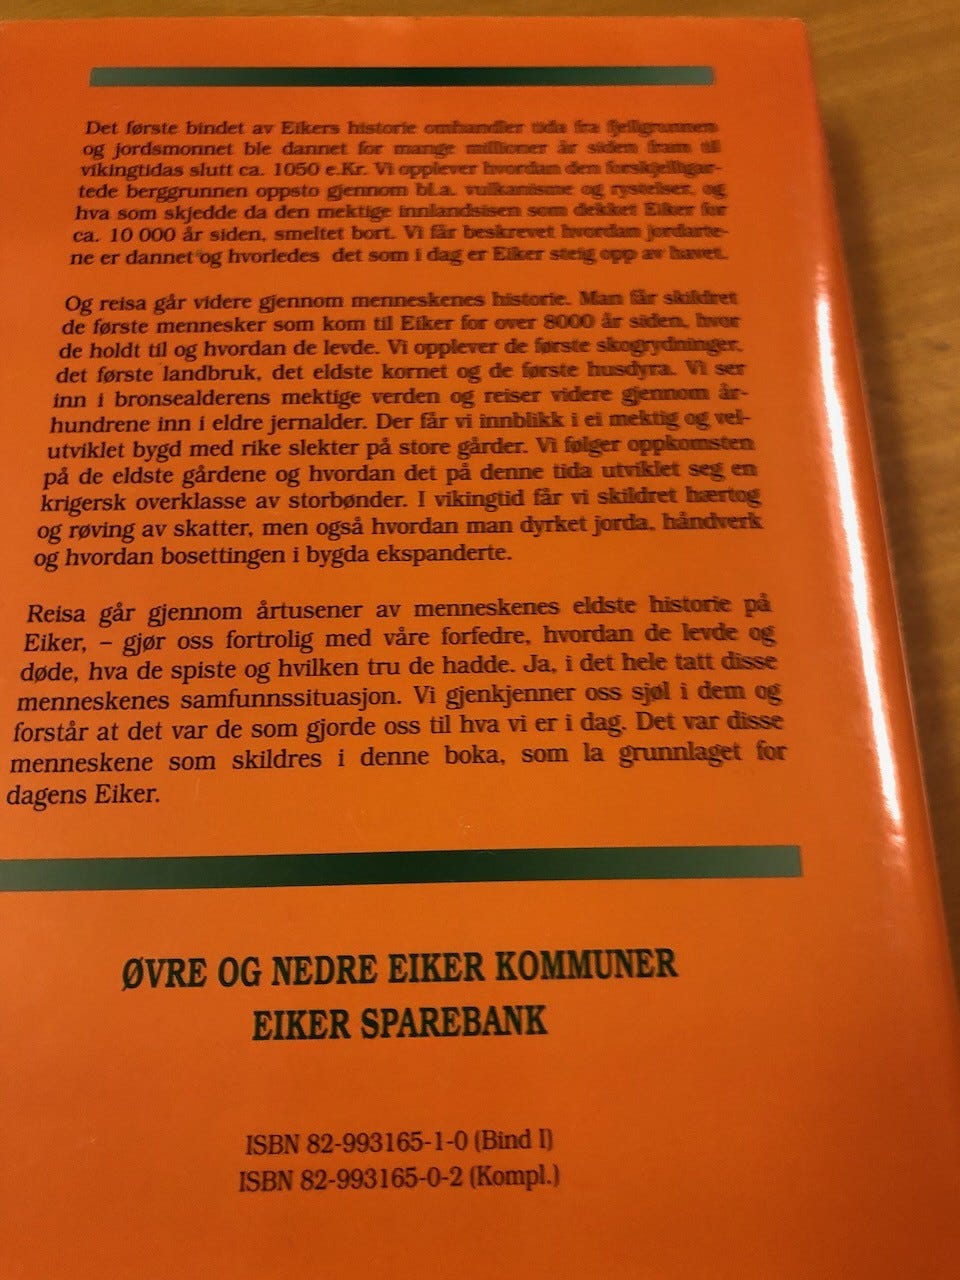 Det første bindet av Eikers historie omhandler tida fra fjellgrunnen
og jordsmonnet ble dannet for mange millioner år siden fram til
vikingtidas slutt ca. 1050 e.Kr. Vi opplever hvordan den forskjelligar-
tede berggrunnen oppsto gjennom bl.a. vulkanisme og rystelser, og
hva som skjedde da den mektige innlandsisen som dekket Eiker for
ca. 10 000 år siden, smeltet bort. Vi får beskrevet hvordan jordarte-
ne er dannet og hvorledes det som i dag er Eiker steig opp av havet.
Og reisa går videre gjennom menneskenes historie. Man får skildret
de første mennesker som kom til Eiker for over 8000 år siden, hvor
de holdt til og hvordan de levde. Vi opplever de første skogrydninger,
det første landbruk, det eldste kornet og de første husdyra. Vi ser
inn i bronsealderens mektige verden og reiser videre gjennom år-
hundrene inn i eldre jernalder. Der får vi innblikk i ei mektig og vel-
utviklet bygd med rike slekter på store gårder. Vi følger oppkomsten
på de eldste gårdene og hvordan det på denne tida utviklet seg en
krigersk overklasse av storbønder. I vikingtid får vi skildret hærtog
og røving av skatter, men også hvordan man dyrket jorda, håndverk
og hvordan bosettingen i bygda ekspanderte.
Reisa går gjennom årtusener av menneskenes eldste historie på
Eiker, – gjør oss fortrolig med våre forfedre, hvordan de levde og
døde, hva de spiste og hvilken tru de hadde. Ja, i det hele tatt disse
menneskenes samfunnssituasjon. Vi gjenkjenner oss sjøl i dem og
forstår at det var de som gjorde oss til hva vi er i dag. Det var disse
menneskene som skildres i denne boka, som la grunnlaget for
dagens Eiker.
ØVRE OG NEDRE EIKER KOMMUNER
EIKER SPAREBANK
ISBN 82-993165-1-0 (Bind I)
ISBN 82-993165-0-2 (Kompl.)